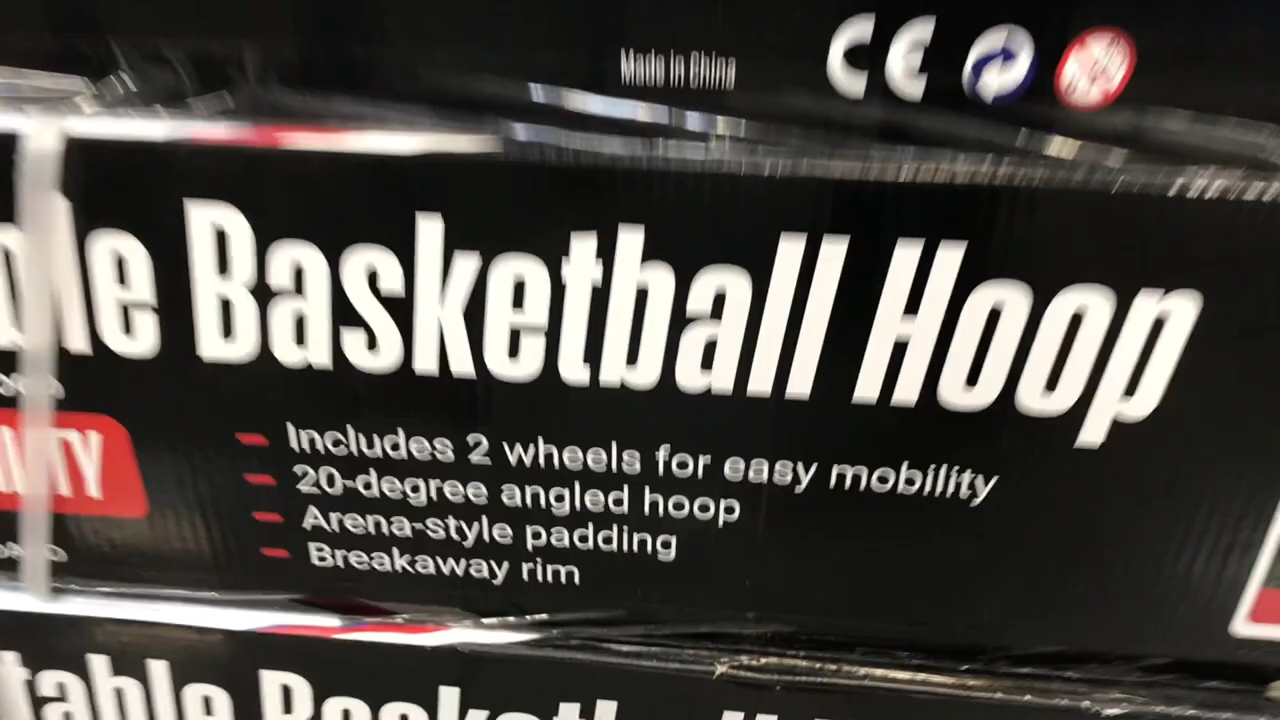 Made in China
CE
Basketball Hoop
Includes 2 wheels for easy mobility
20-degree angled hoop
Arena-style padding
Breakaway rim
table